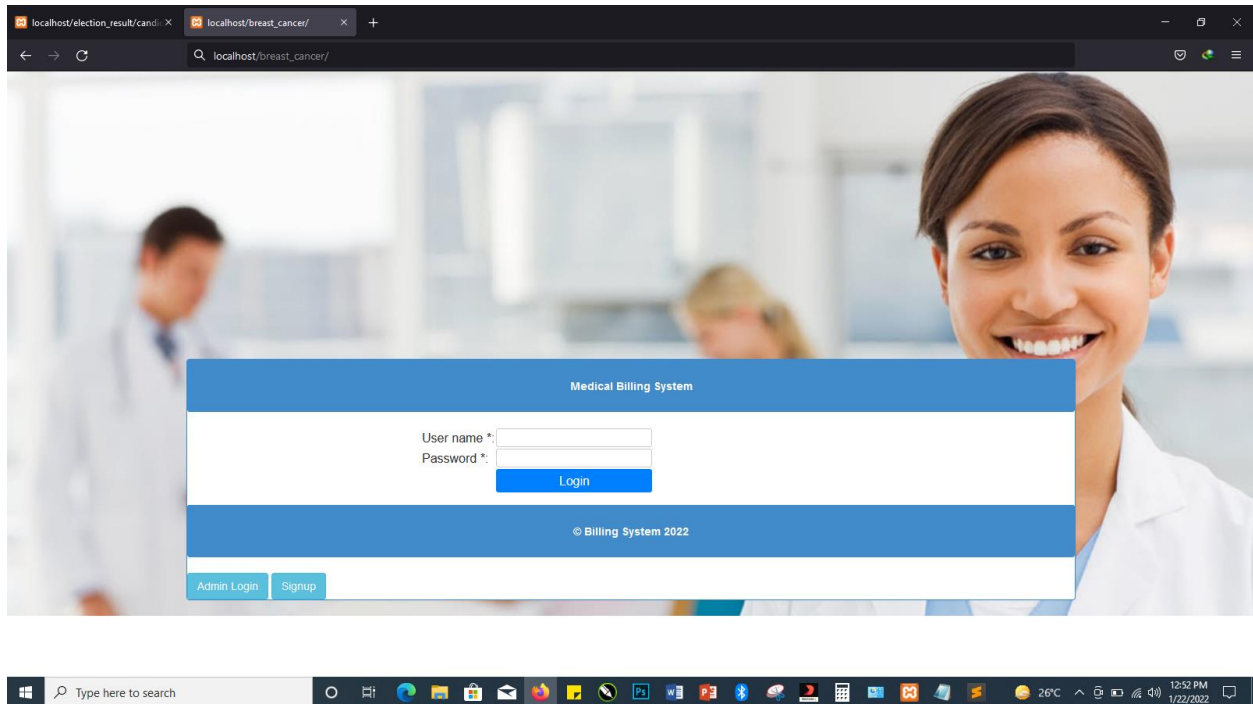 localhost/election_result/candi
localhost/breast_cancer/
localhost/breast_cancer/
Medical Billing System
User name *:
Password *:
Login
© Billing System 2022
Admin Login
Signup
Type here to search
Ps
26°C
12:52 PM
1/22/2022